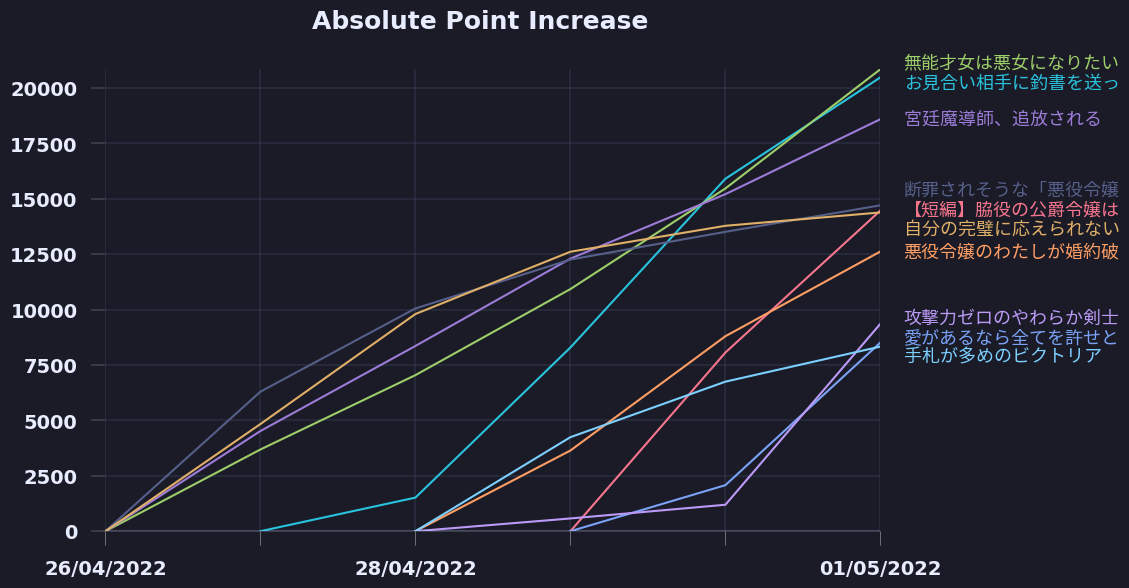 Absolute Point Increase
無能才女は悪女になりたい
お見合い相手に釣書を送っ
宮廷魔導師、追放される
断罪されそうな「悪役令嬢
【短編】脇役の公爵令嬢は
自分の完璧に応えられない
悪役令嬢のわたしが婚約破
攻撃力ゼロのやわらか剣士
愛があるなら全てを許せと
手札が多めのビクトリア
20000
17500
15000
12500
10000
7500
5000
2500
0
26/04/2022
28/04/2022
01/05/2022